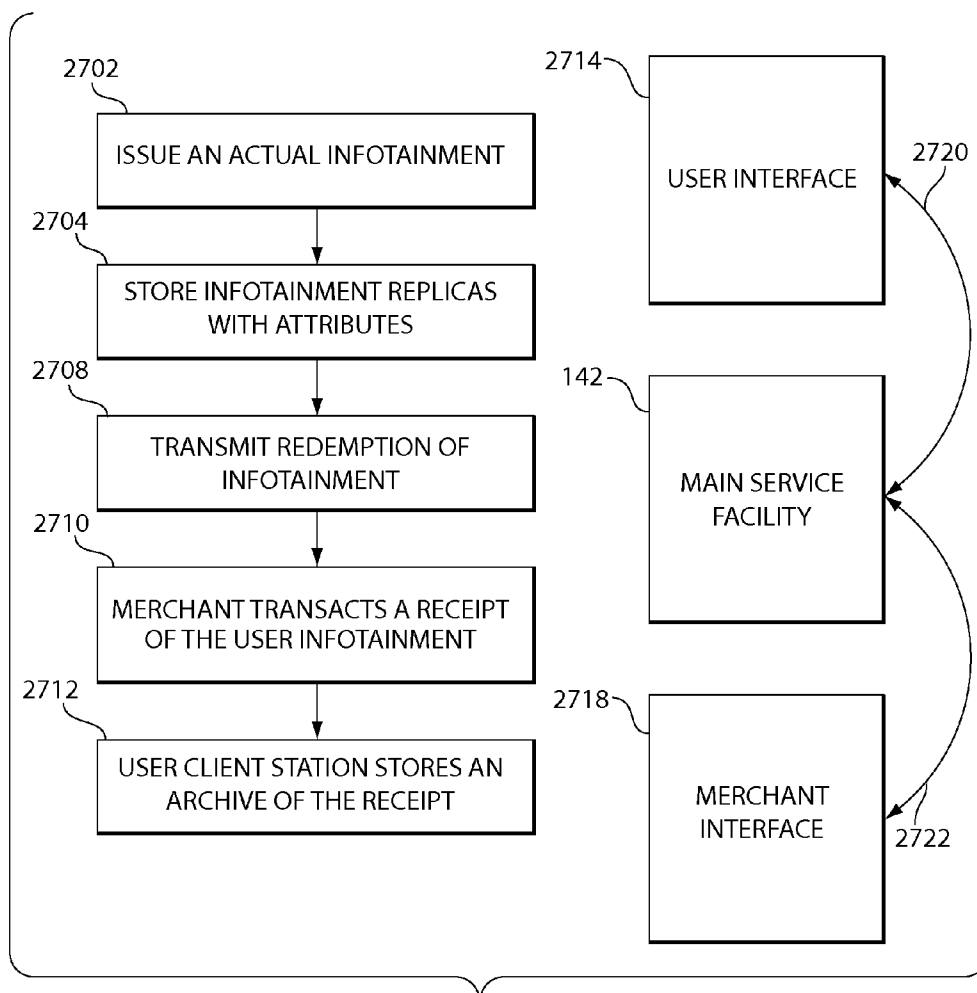 2702
ISSUE AN ACTUAL INFOTAINMENT
2704
STORE INFOTAINMENT REPLICAS
WITH ATTRIBUTES
2708
TRANSMIT REDEMPTION OF
INFOTAINMENT
2710
MERCHANT TRANSACTS A RECEIPT
OF THE USER INFOTAINMENT
2712
USER CLIENT STATION STORES AN
ARCHIVE OF THE RECEIPT
2714
USER INTERFACE
2720
142
MAIN SERVICE
FACILITY
2718
MERCHANT
INTERFACE
2722